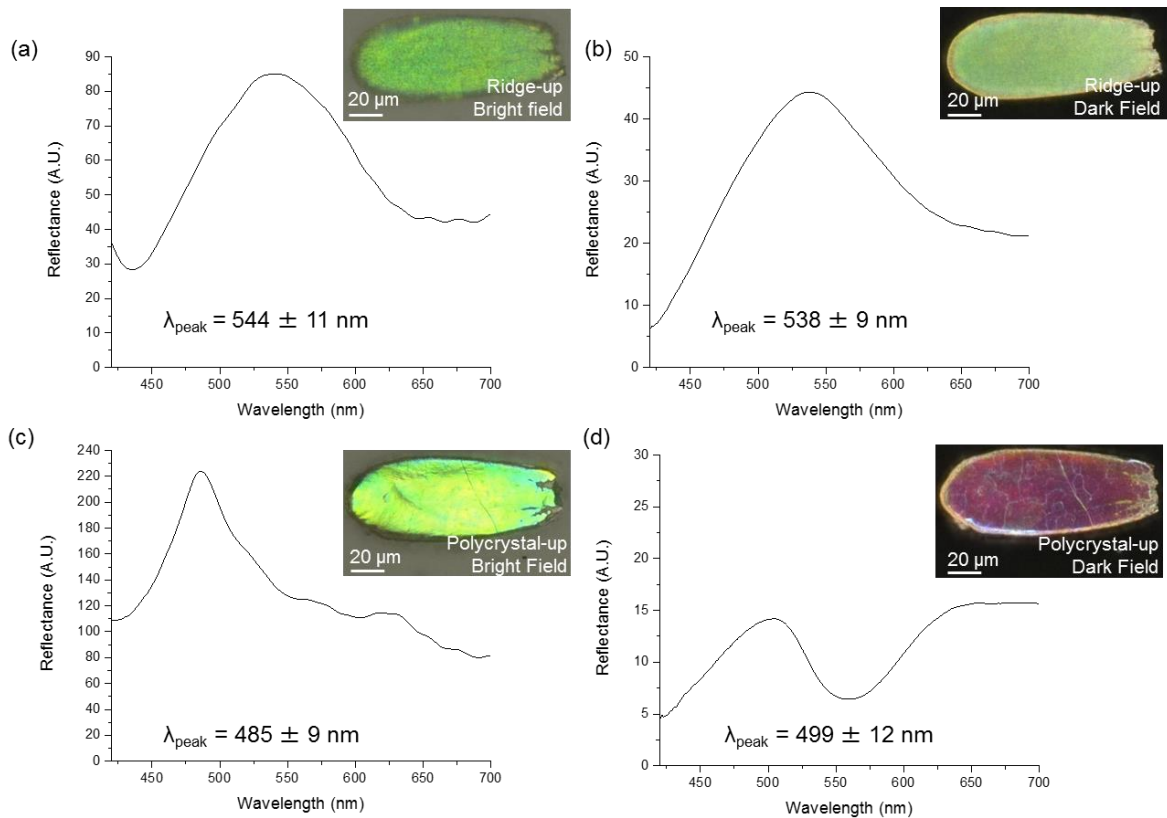 (a)
Ridge-up
Bright field
20 μm
90
80
70
60
50
40
30
20
10
0
Reflectance (A.U.)
λpeak = 544 ± 11 nm
450 500 550 600 650 700
Wavelength (nm)
(b)
Ridge-up
Dark Field
20 μm
50
40
30
20
10
0
Reflectance (A.U.)
λpeak = 538 ± 9 nm
450 500 550 600 650 700
Wavelength (nm)
(c)
Polycrystal-up
Bright Field
20 μm
240
220
200
180
160
140
120
100
80
60
40
20
0
Reflectance (A.U.)
λpeak = 485 ± 9 nm
450 500 550 600 650 700
Wavelength (nm)
(d)
Polycrystal-up
Dark Field
20 μm
30
25
20
15
10
5
0
Reflectance (A.U.)
λpeak = 499 ± 12 nm
450 500 550 600 650 700
Wavelength (nm)